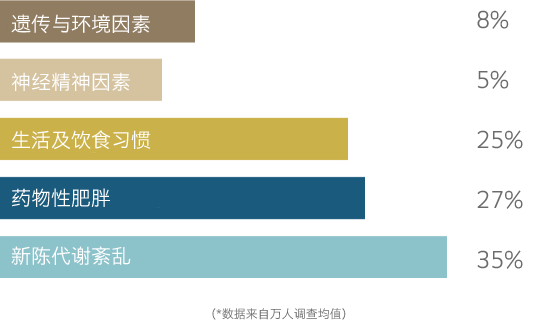 遗传与环境因素 8%
神经精神因素 5%
生活及饮食习惯 25%
药物性肥胖 27%
新陈代谢紊乱 35%
(*数据来自万人调查均值)